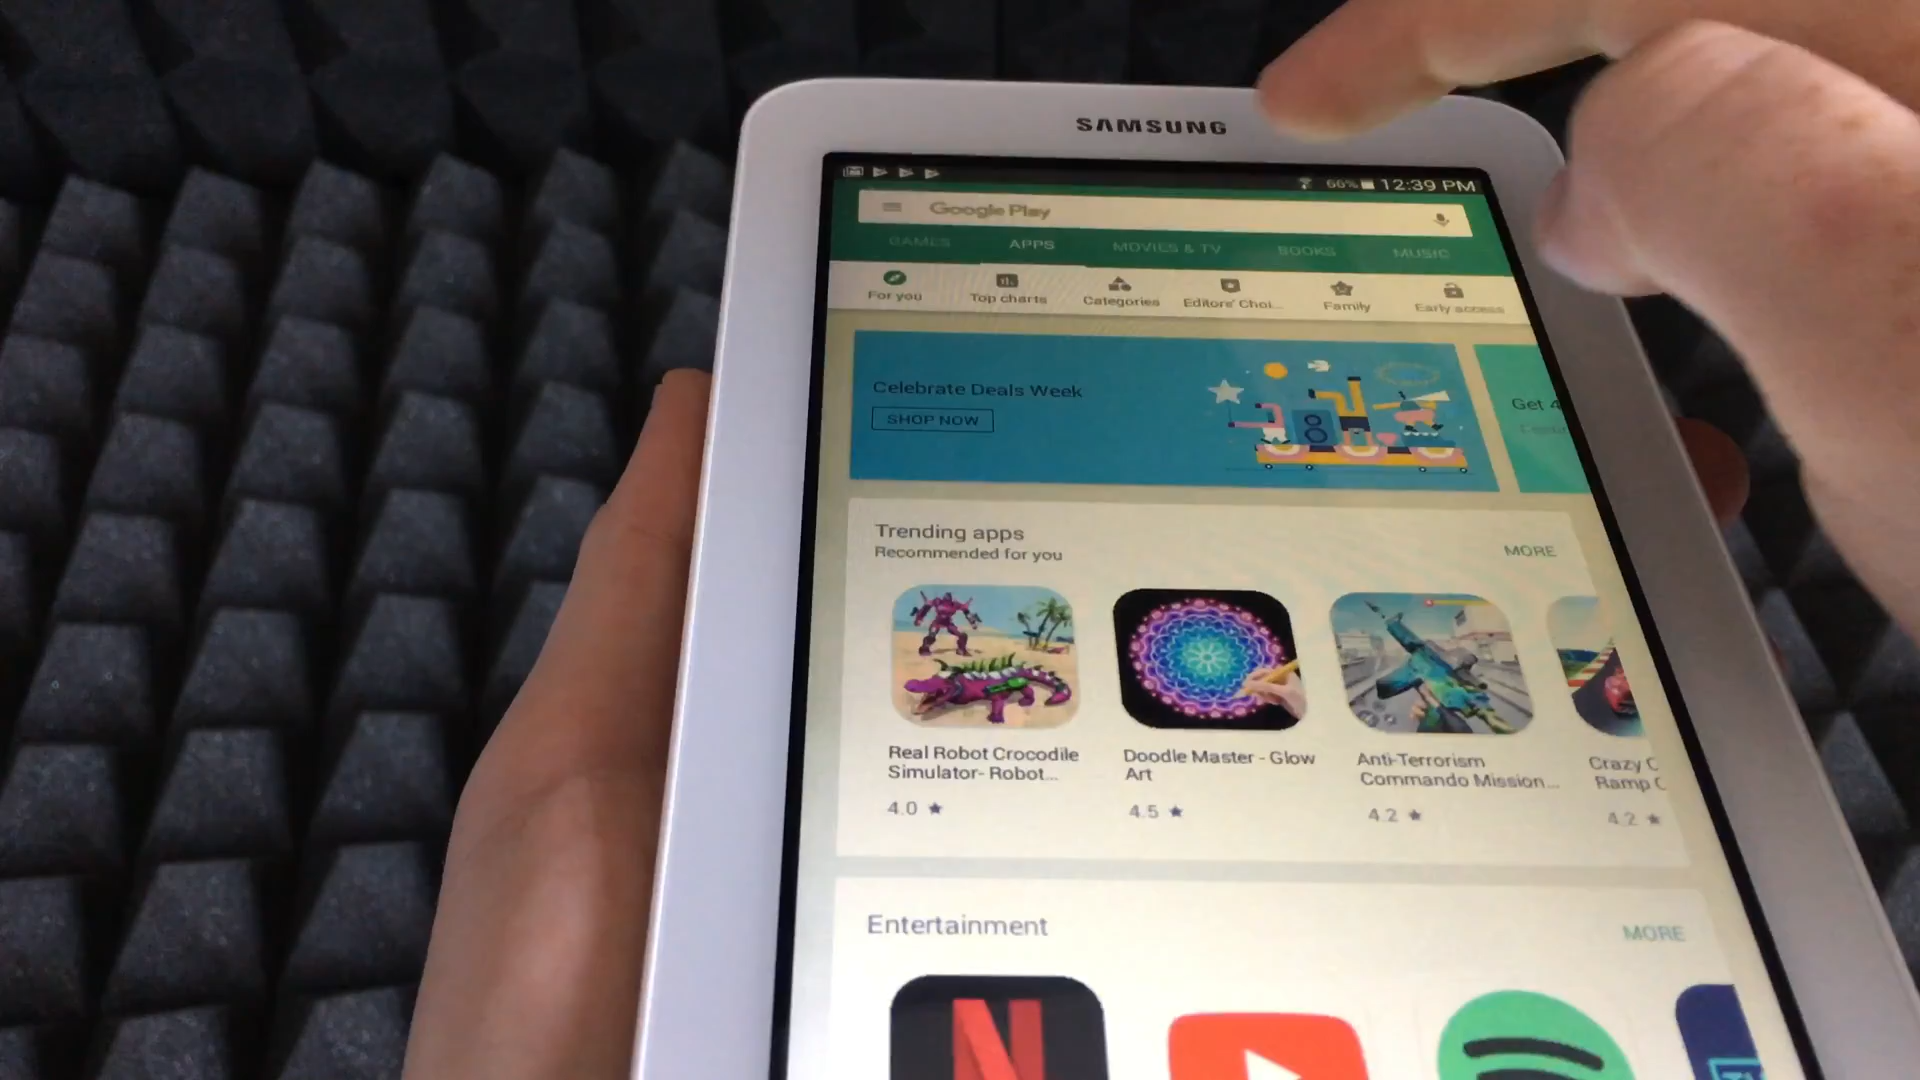 SAMSUNG
66% 12:39 PM
Google Play
GAMES APPS MOVIES & TV BOOKS MUSIC
For you Top charts Categories Editors' Choi... Family Early access
Celebrate Deals Week
SHOP NOW
Get 4
Trending apps
Recommended for you
MORE
Real Robot Crocodile
Simulator- Robot...
4.0 ★
Doodle Master - Glow
Art
4.5 ★
Anti-Terrorism
Commando Mission...
4.2 ★
Crazy C
Ramp C
4.2 ★
Entertainment
MORE
N